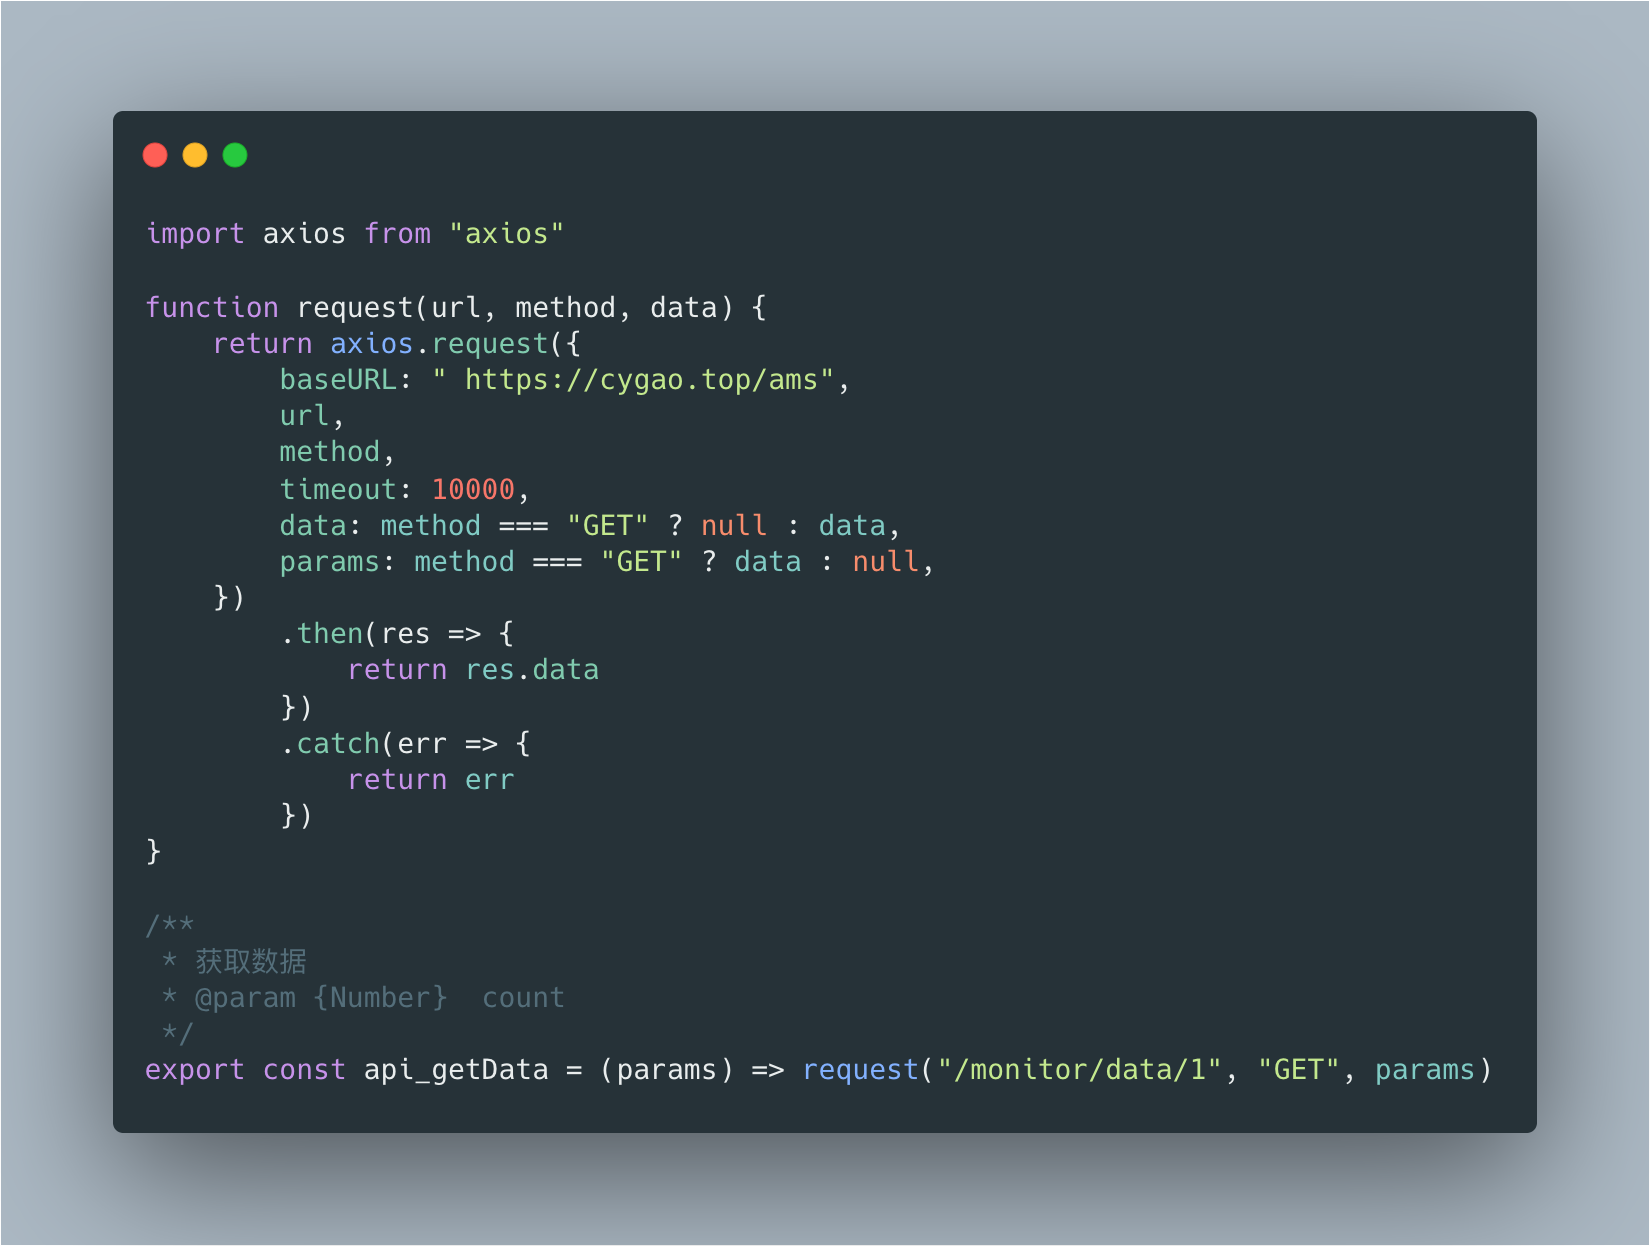 import axios from "axios"

function request(url, method, data) {
    return axios.request({
        baseURL: " https://cygao.top/ams",
        url,
        method,
        timeout: 10000,
        data: method === "GET" ? null : data,
        params: method === "GET" ? data : null,
    })
        .then(res => {
            return res.data
        })
        .catch(err => {
            return err
        })
}

/**
 * 获取数据
 * @param {Number}  count
 */
export const api_getData = (params) => request("/monitor/data/1", "GET", params)